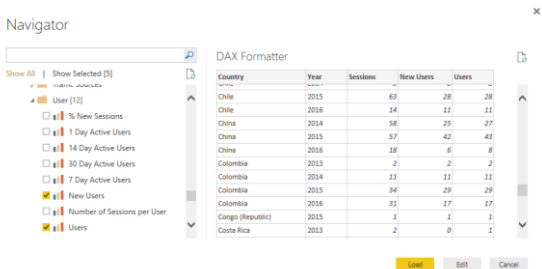 Navigator
Show All | Show Selected [5]
Traffic Sources
User [12]
% New Sessions
1 Day Active Users
14 Day Active Users
30 Day Active Users
7 Day Active Users
New Users
Number of Sessions per User
Users
DAX Formatter
Country Year Sessions New Users Users
Chile 2015 63 28 28
Chile 2016 14 11 11
China 2014 58 25 27
China 2015 57 42 43
China 2016 18 6 8
Colombia 2013 2 2 2
Colombia 2014 11 11 11
Colombia 2015 34 29 29
Colombia 2016 31 17 17
Congo (Republic) 2015 1 1 1
Costa Rica 2013 2 0 1
Load Edit Cancel